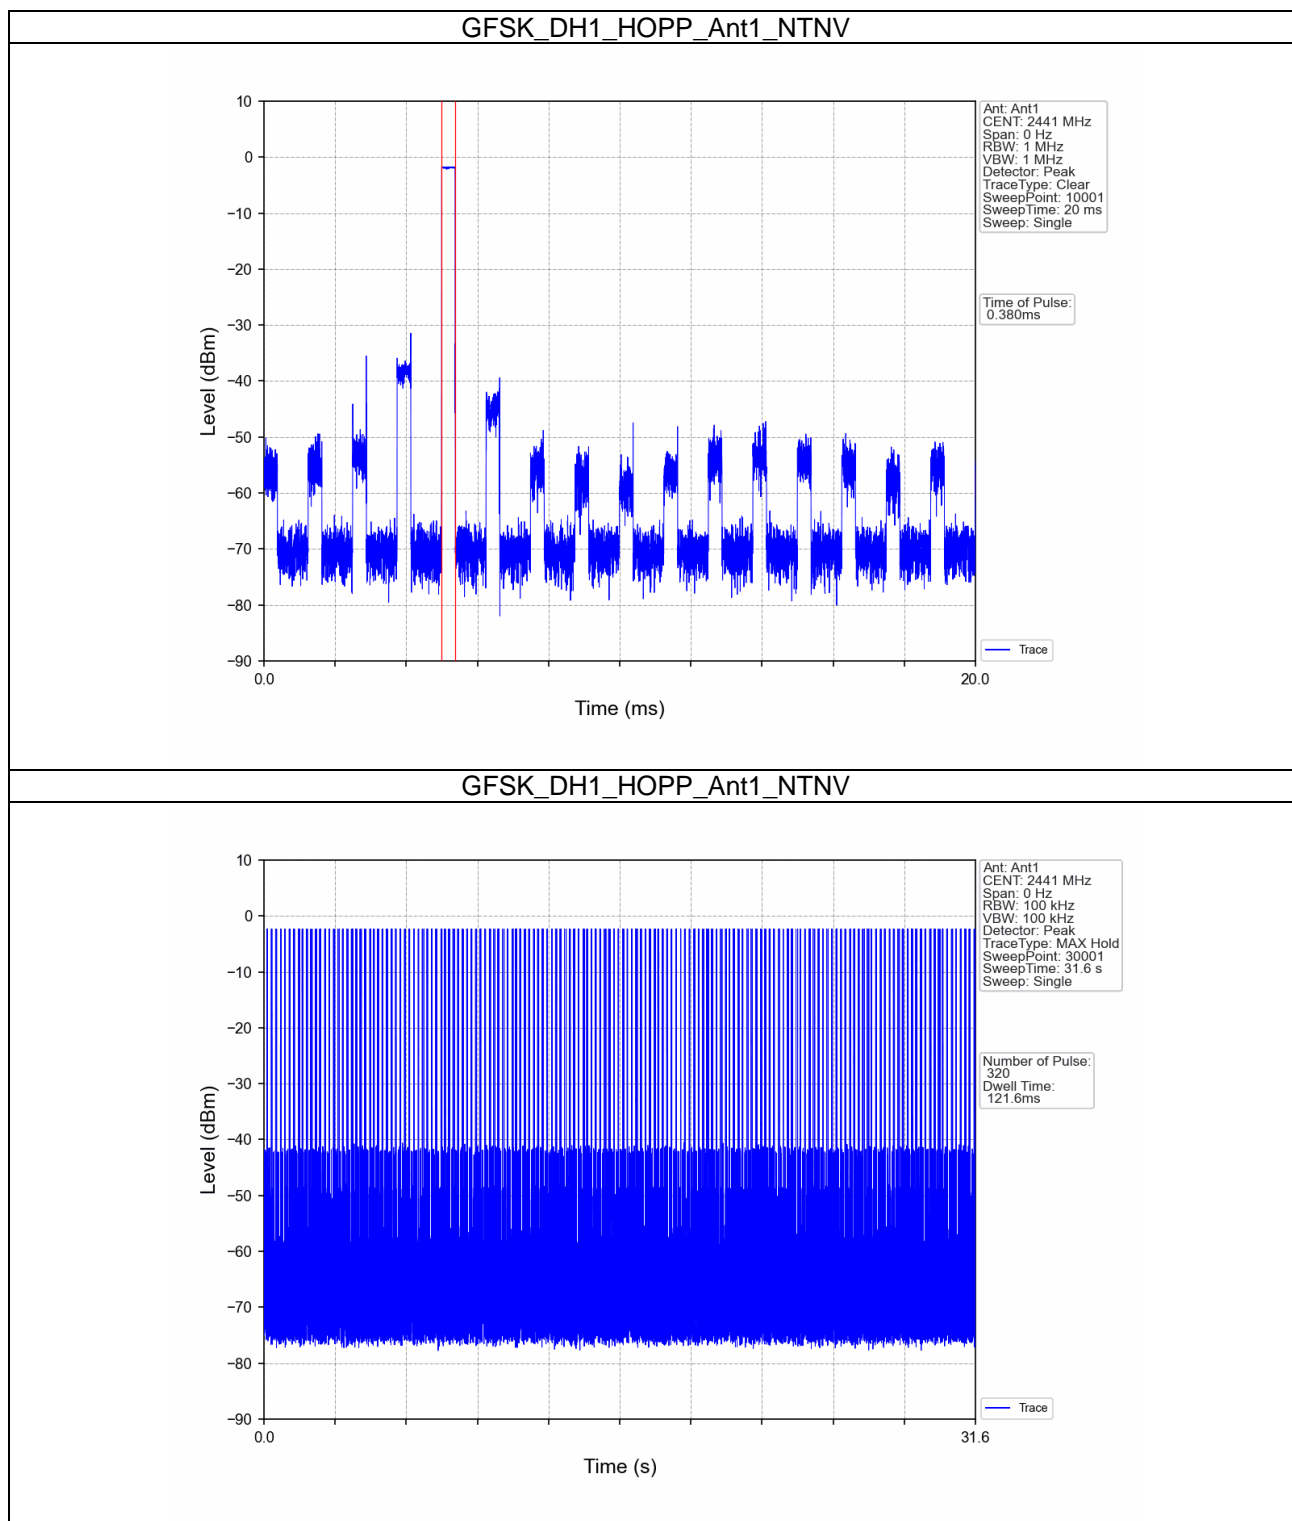 GFSK_DH1_HOPP_Ant1_NTNV
10
0
−10
−20
−30
−40
−50
−60
−70
−80
−90
Level (dBm)
0.0
20.0
Time (ms)
Ant: Ant1
CENT: 2441 MHz
Span: 0 Hz
RBW: 1 MHz
VBW: 1 MHz
Detector: Peak
TraceType: Clear
SweepPoint: 10001
SweepTime: 20 ms
Sweep: Single
Time of Pulse:
0.380ms
Trace
GFSK_DH1_HOPP_Ant1_NTNV
10
0
−10
−20
−30
−40
−50
−60
−70
−80
−90
Level (dBm)
0.0
31.6
Time (s)
Ant: Ant1
CENT: 2441 MHz
Span: 0 Hz
RBW: 100 kHz
VBW: 100 kHz
Detector: Peak
TraceType: MAX Hold
SweepPoint: 30001
SweepTime: 31.6 s
Sweep: Single
Number of Pulse:
320
Dwell Time:
121.6ms
Trace